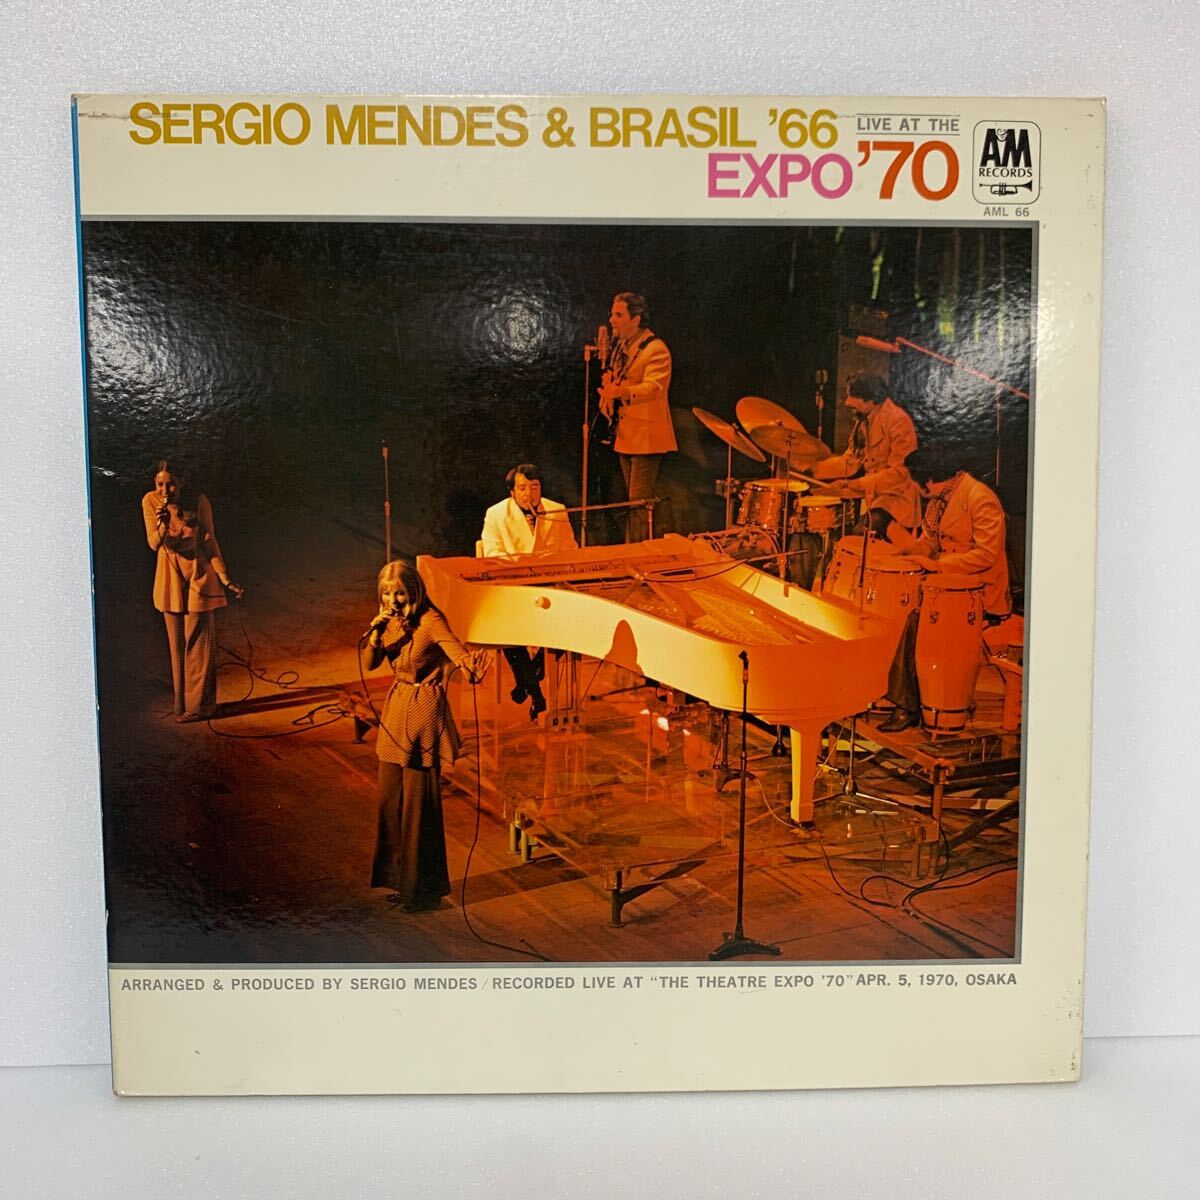 SERGIO MENDES & BRASIL '66
LIVE AT THE
EXPO '70
A&M
RECORDS
AML 66
ARRANGED & PRODUCED BY SERGIO MENDES / RECORDED LIVE AT "THE THEATRE EXPO '70" APR. 5, 1970, OSAKA